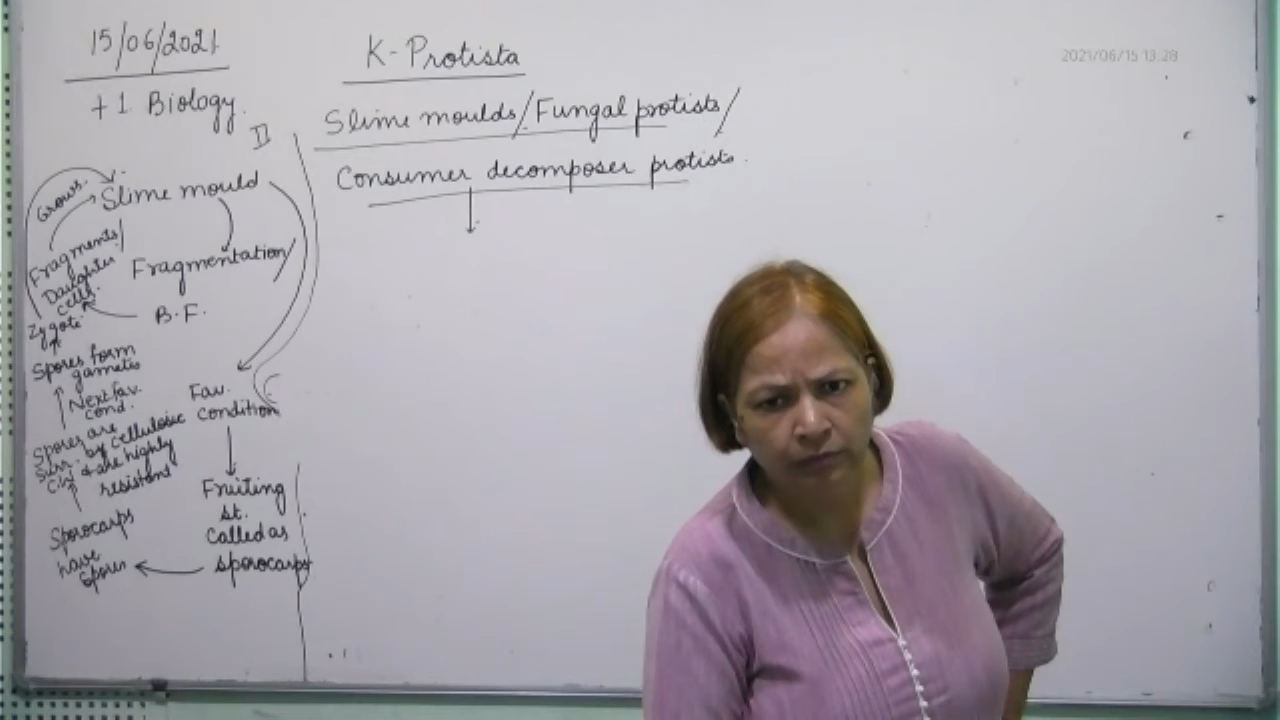 15/06/2021
+1 Biology
II
K-Protista
2021/06/15 13:28
Slime moulds/Fungal protists/
Consumer decomposer protists.
Slime mould
Grows.
Fragmentation/
B.F.
Fragments/
Daughter
cells.
Zygote
Spores form
gametes
Next fav.
cond.
Spores are
Surr. by cellulosic
CW & are highly
resistant
Sporocarps
have
spores
Fav.
condition
Fruiting
st.
called as
sporocarps